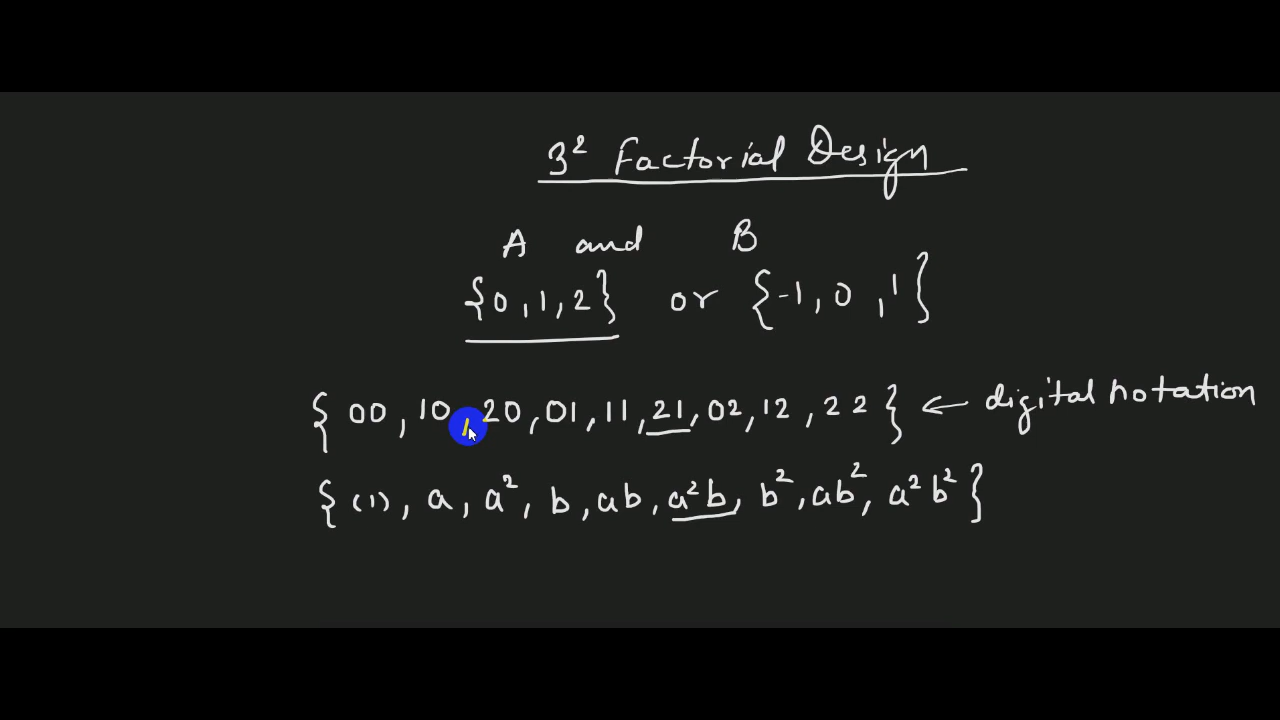 3² Factorial Design
A and B
{0, 1, 2} or {-1, 0, 1}
{00, 10, 20, 01, 11, 21, 02, 12, 22} ← digital notation
{(1), a, a², b, ab, a²b, b², ab², a²b²}